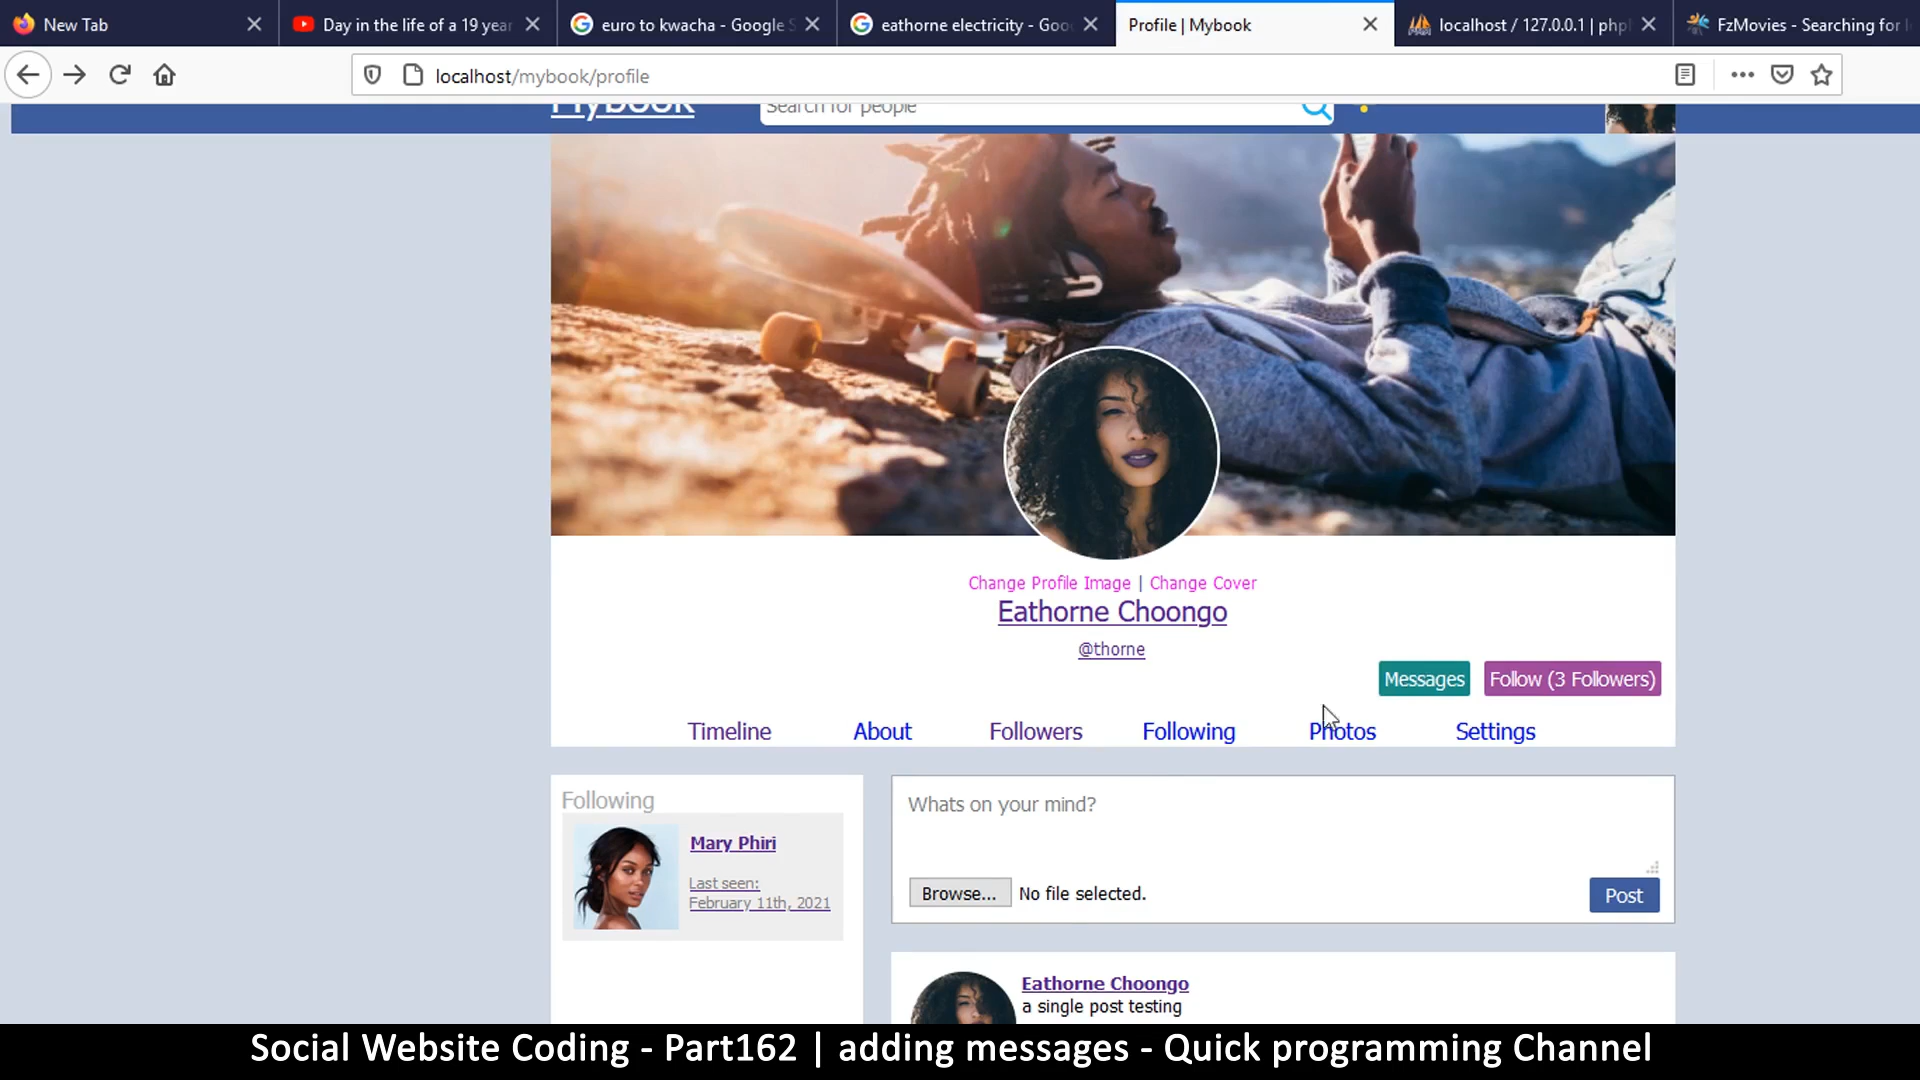 New Tab
Day in the life of a 19 year
euro to kwacha - Google S
eathorne electricity - Goo
Profile | Mybook
localhost / 127.0.0.1 | php
FzMovies - Searching for
localhost/mybook/profile
Mybook
Search for people
Change Profile Image | Change Cover
Eathorne Choongo
@thorne
Messages
Follow (3 Followers)
Timeline
About
Followers
Following
Photos
Settings
Following
Mary Phiri
Last seen:
February 11th, 2021
Whats on your mind?
Browse...
No file selected.
Post
Eathorne Choongo
a single post testing
Social Website Coding - Part162 | adding messages - Quick programming Channel